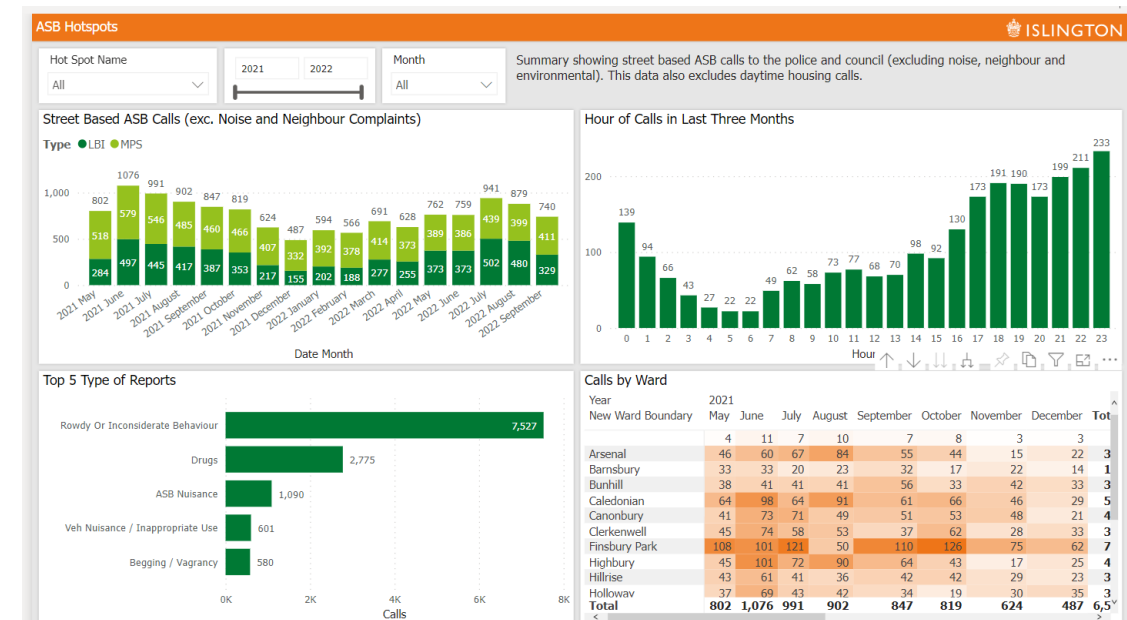 ASB Hotspots
ISLINGTON
Hot Spot Name
All
2021 2022
Month
All
Summary showing street based ASB calls to the police and council (excluding noise, neighbour and
environmental). This data also excludes daytime housing calls.
Street Based ASB Calls (exc. Noise and Neighbour Complaints)
Type LBI MPS
1,000
500
0
802 1076 991 902 847 819 624 487 594 566 691 628 762 759 941 879 740
518 579 546 485 460 466 407 332 392 378 414 373 389 386 439 399 411
284 497 445 417 387 353 217 155 202 188 277 255 373 373 502 480 329
2021 May 2021 June 2021 July 2021 August 2021 September 2021 October 2021 November 2021 December 2022 January 2022 February 2022 March 2022 April 2022 May 2022 June 2022 July 2022 August 2022 September
Date Month
Hour of Calls in Last Three Months
200
100
0
139 94 66 43 27 22 22 49 62 58 73 77 68 70 98 92 130 173 191 190 173 199 211 233
0 1 2 3 4 5 6 7 8 9 10 11 12 13 14 15 16 17 18 19 20 21 22 23
Hour
Top 5 Type of Reports
Rowdy Or Inconsiderate Behaviour 7,527
Drugs 2,775
ASB Nuisance 1,090
Veh Nuisance / Inappropriate Use 601
Begging / Vagrancy 580
0K 2K 4K 6K 8K
Calls
Calls by Ward
Year 2021
New Ward Boundary May June July August September October November December Tot
4 11 7 10 7 8 3 3
Arsenal 46 60 67 84 55 44 15 22 3
Barnsbury 33 33 20 23 32 17 22 14 1
Bunhill 38 41 41 41 56 33 42 33 3
Caledonian 64 98 64 91 61 66 46 29 5
Canonbury 41 73 71 49 51 53 48 21 4
Clerkenwell 45 74 58 53 37 62 28 33 3
Finsbury Park 108 101 121 50 110 126 75 62 7
Highbury 45 101 72 90 64 43 17 25 4
Hillrise 43 61 41 36 42 42 29 23 3
Holloway 37 69 43 42 34 19 30 35 3
Total 802 1,076 991 902 847 819 624 487 6,5